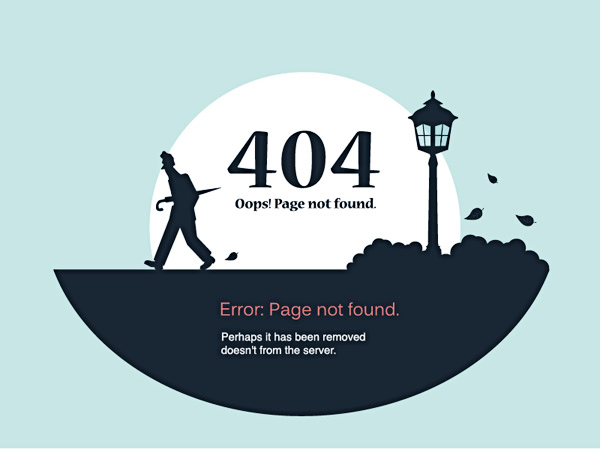 404
Oops! Page not found.
Error: Page not found.
Perhaps it has been removed
doesn't from the server.